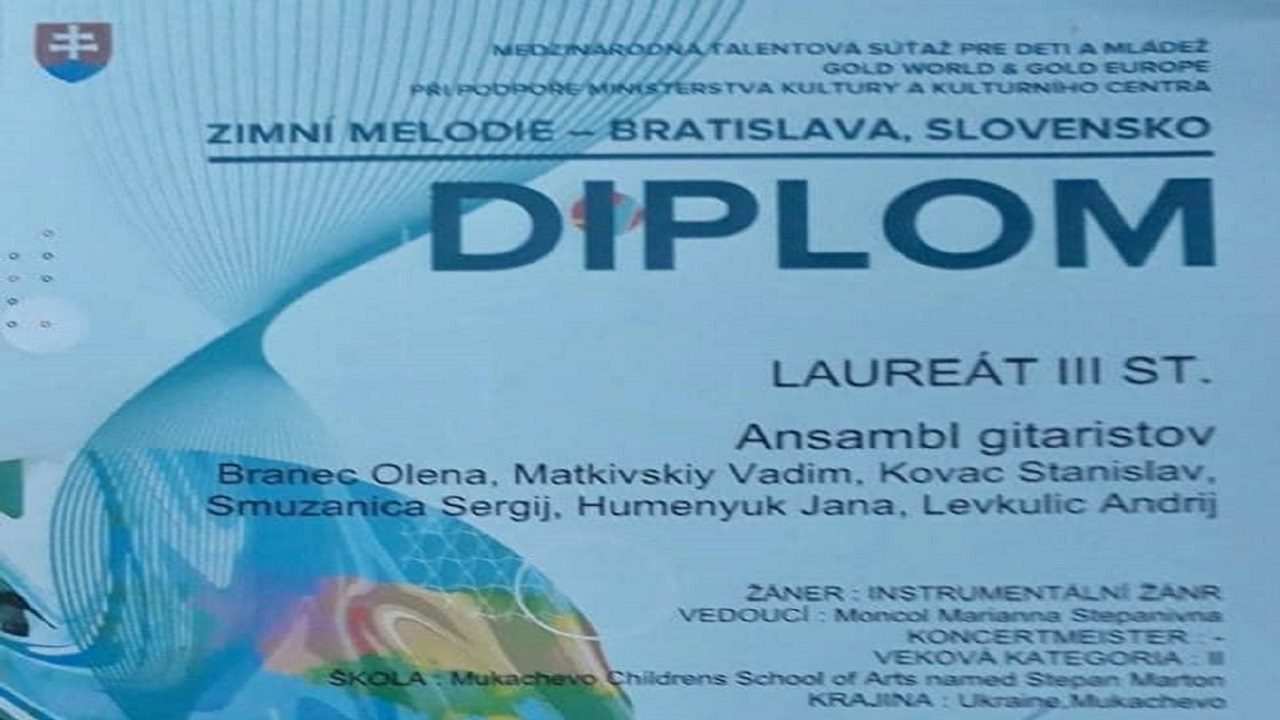 MEDZINÁRODNÁ TALENTOVÁ SÚŤAŽ PRE DETI A MLÁDEŽ
GOLD WORLD & GOLD EUROPE
PŘI PODPOŘE MINISTERSTVA KULTURY A KULTURNÍHO CENTRA
ZIMNÍ MELODIE – BRATISLAVA, SLOVENSKO
DIPLOM
LAUREÁT III ST.
Ansambl gitaristov
Branec Olena, Matkivskiy Vadim, Kovac Stanislav,
Smuzanica Sergij, Humenyuk Jana, Levkulic Andrij
ŽÁNER : INSTRUMENTÁLNÍ ŽANR
VEDOUCÍ : Moncol Marianna Stepanivna
KONCERTMEISTER : -
VEKOVÁ KATEGORIA : II
ŠKOLA : Mukachevo Childrens School of Arts named Stepan Marton
KRAJINA : Ukraine,Mukachevo